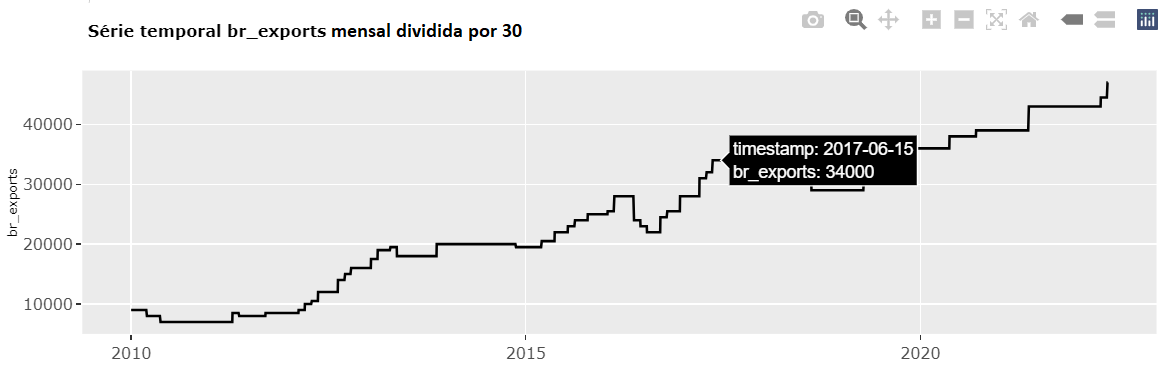 Série temporal br_exports mensal dividida por 30
br_exports
40000
30000
20000
10000
timestamp: 2017-06-15
br_exports: 34000
2010
2015
2020